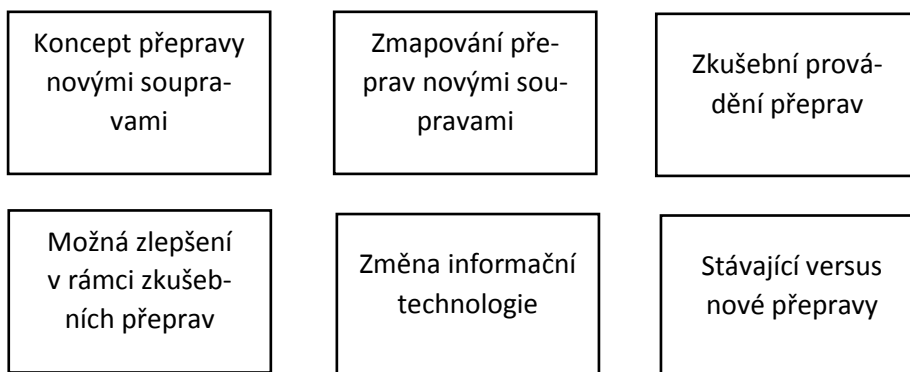 Koncept přepravy
novými soupra-
vami
Zmapování pře-
prav novými sou-
pravami
Zkušební prová-
dění přeprav
Možná zlepšení
v rámci zkušeb-
ních přeprav
Změna informační
technologie
Stávající versus
nové přepravy